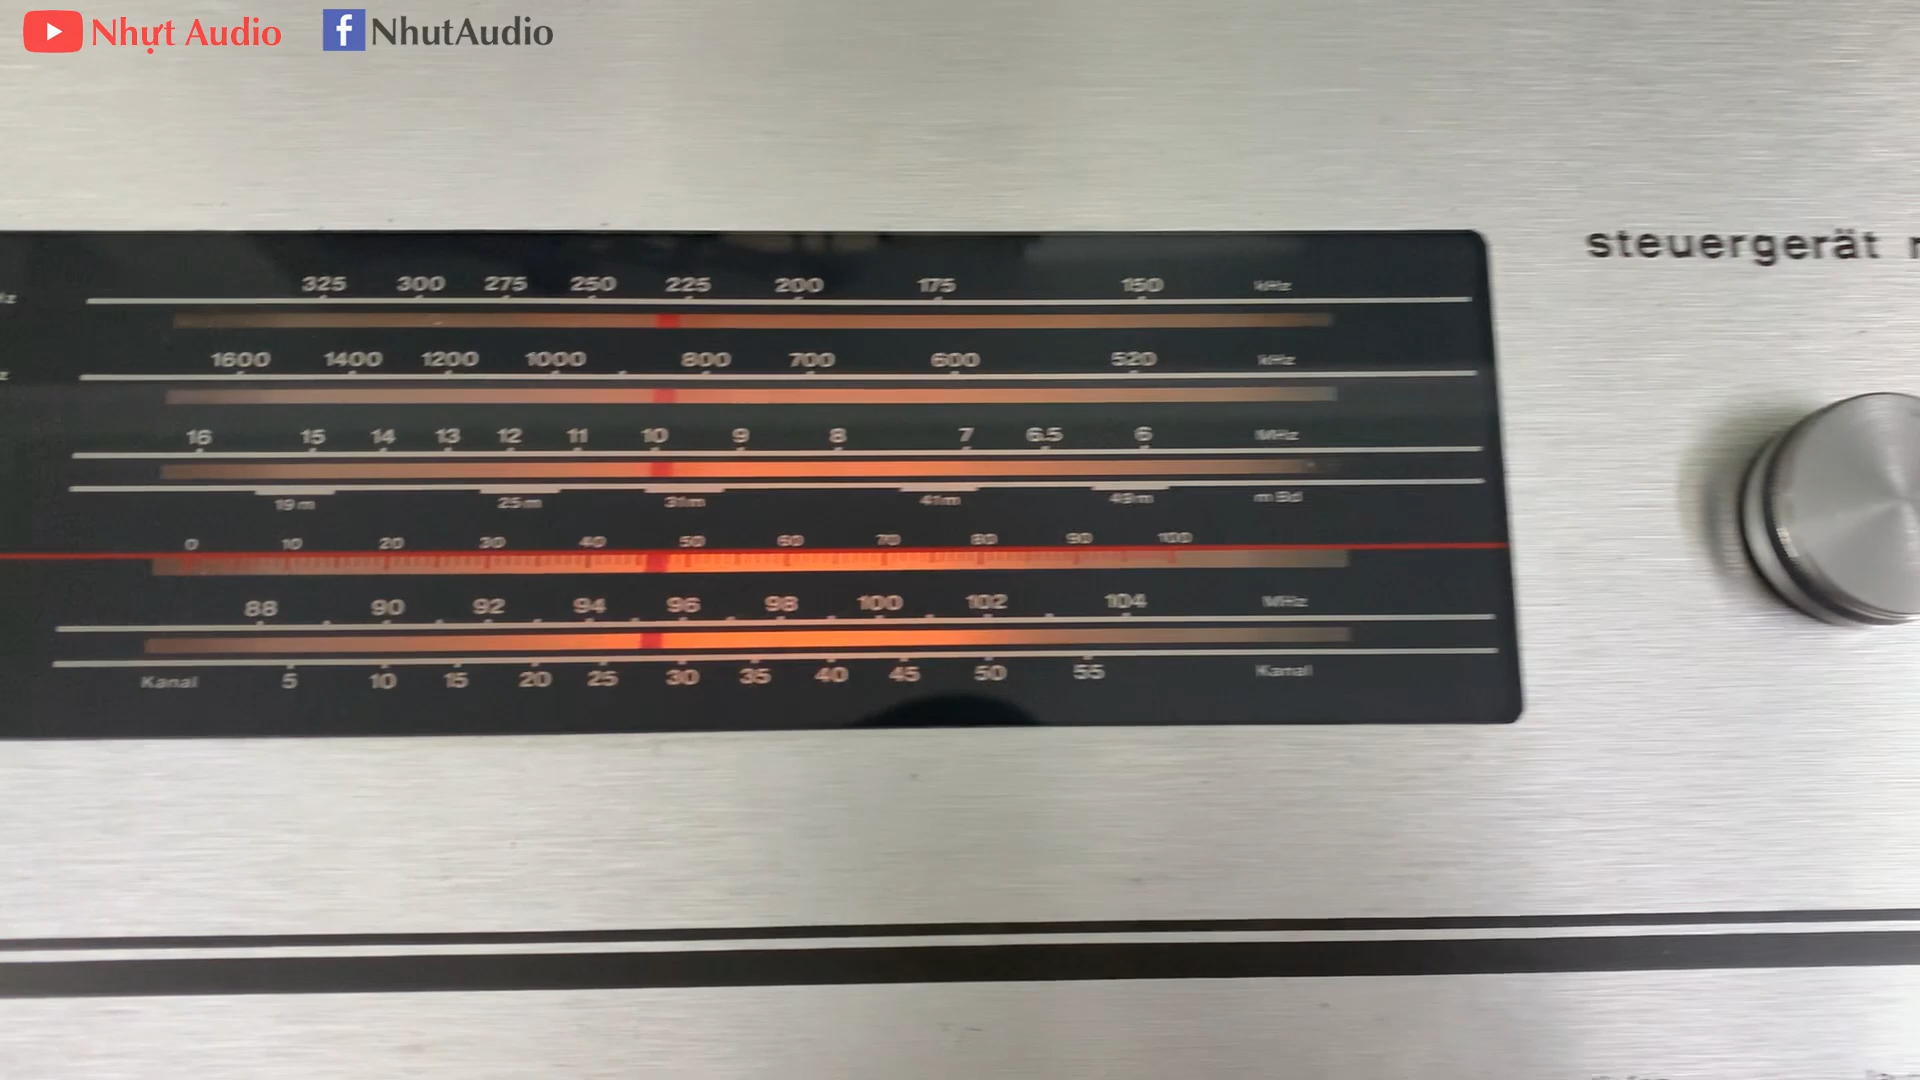 Nhựt Audio NhutAudio
steuergerät
325 300 275 250 225 200 175 150 kHz
1600 1400 1200 1000 800 700 600 520 kHz
16 15 14 13 12 11 10 9 8 7 6.5 6 MHz
19m 25m 31m 41m 49m m Bd
0 10 20 30 40 50 60 70 80 90 100
88 90 92 94 96 98 100 102 104 MHz
Kanal 5 10 15 20 25 30 35 40 45 50 55 Kanal